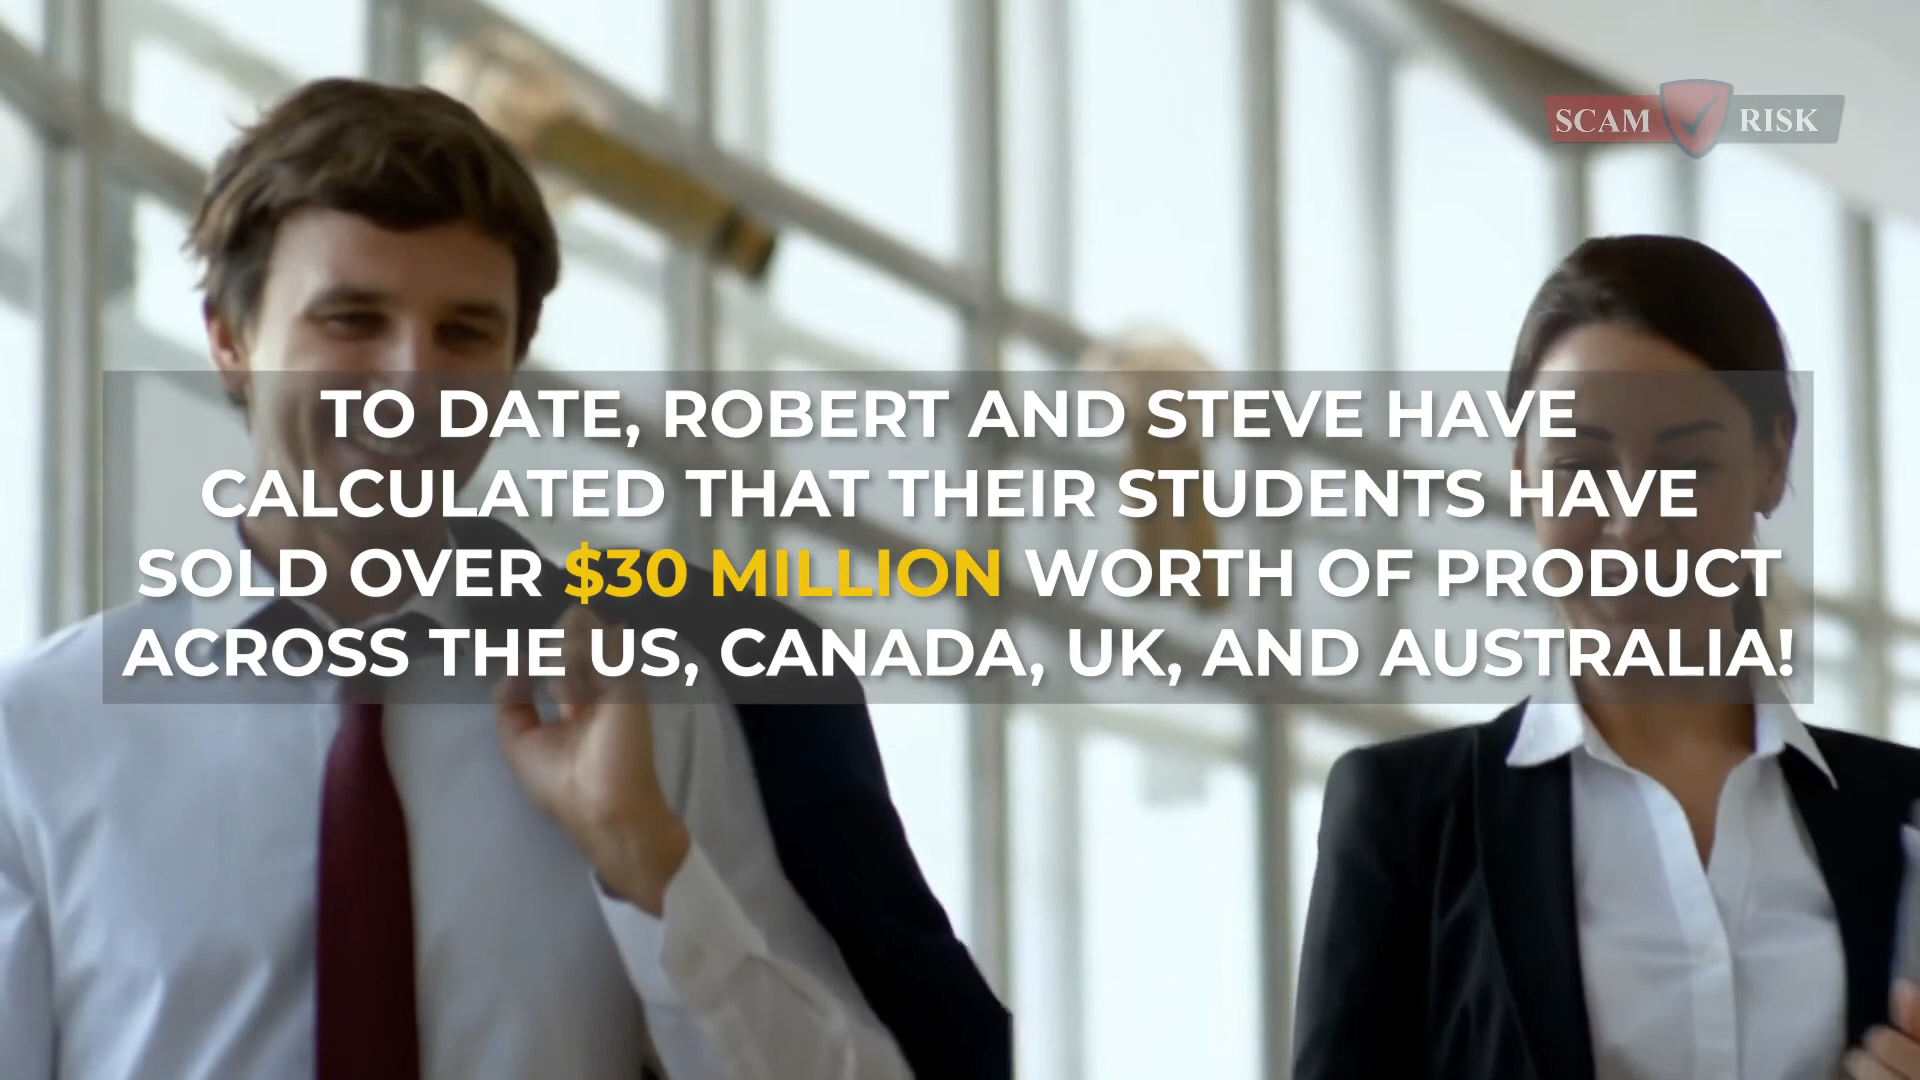 SCAM RISK
TO DATE, ROBERT AND STEVE HAVE
CALCULATED THAT THEIR STUDENTS HAVE
SOLD OVER $30 MILLION WORTH OF PRODUCT
ACROSS THE US, CANADA, UK, AND AUSTRALIA!